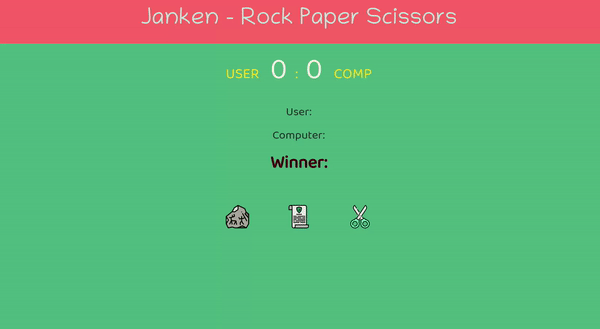 Janken - Rock Paper Scissors
USER 0 : 0 COMP
User:
Computer:
Winner: